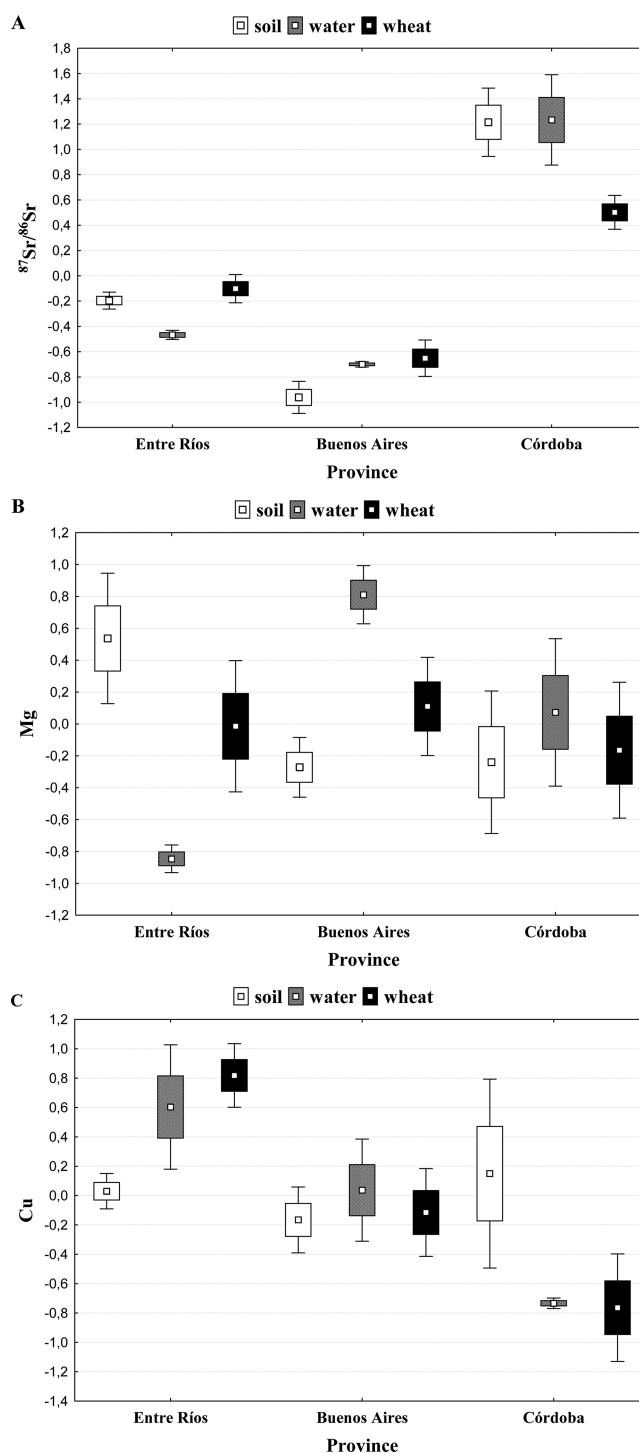 A
soil water wheat
1,8
1,6
1,4
1,2
1,0
0,8
0,6
0,4
0,2
0,0
-0,2
-0,4
-0,6
-0,8
-1,0
-1,2
87Sr/86Sr
Entre Ríos Buenos Aires Córdoba
Province
B
soil water wheat
1,2
1,0
0,8
0,6
0,4
0,2
0,0
-0,2
-0,4
-0,6
-0,8
-1,0
-1,2
Mg
Entre Ríos Buenos Aires Córdoba
Province
C
soil water wheat
1,2
1,0
0,8
0,6
0,4
0,2
0,0
-0,2
-0,4
-0,6
-0,8
-1,0
-1,2
-1,4
Cu
Entre Ríos Buenos Aires Córdoba
Province